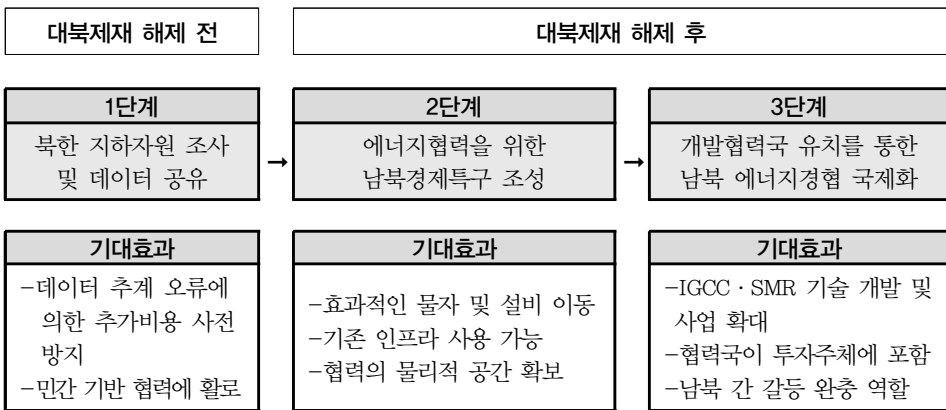 대북제재 해제 전
대북제재 해제 후
1단계
북한 지하자원 조사
및 데이터 공유
→
2단계
에너지협력을 위한
남북경제특구 조성
→
3단계
개발협력국 유치를 통한
남북 에너지경협 국제화
기대효과
-데이터 추계 오류에
의한 추가비용 사전
방지
-민간 기반 협력에 활로
기대효과
-효과적인 물자 및 설비 이동
-기존 인프라 사용 가능
-협력의 물리적 공간 확보
기대효과
-IGCC·SMR 기술 개발 및
사업 확대
-협력국이 투자주체에 포함
-남북 간 갈등 완충 역할